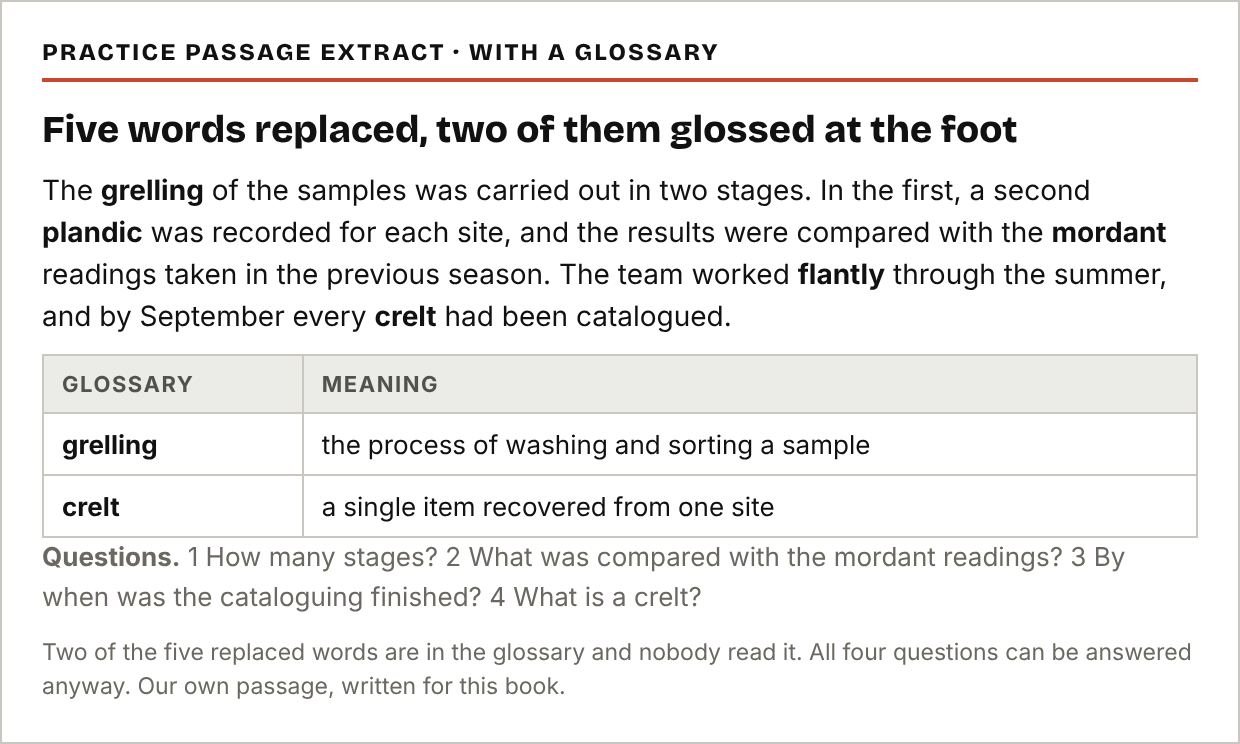 PRACTICE PASSAGE EXTRACT · WITH A GLOSSARY
Five words replaced, two of them glossed at the foot
The grelling of the samples was carried out in two stages. In the first, a second
plandic was recorded for each site, and the results were compared with the mordant
readings taken in the previous season. The team worked flantly through the summer,
and by September every crelt had been catalogued.
GLOSSARY MEANING
grelling the process of washing and sorting a sample
crelt a single item recovered from one site
Questions. 1 How many stages? 2 What was compared with the mordant readings? 3 By
when was the cataloguing finished? 4 What is a crelt?
Two of the five replaced words are in the glossary and nobody read it. All four questions can be answered
anyway. Our own passage, written for this book.